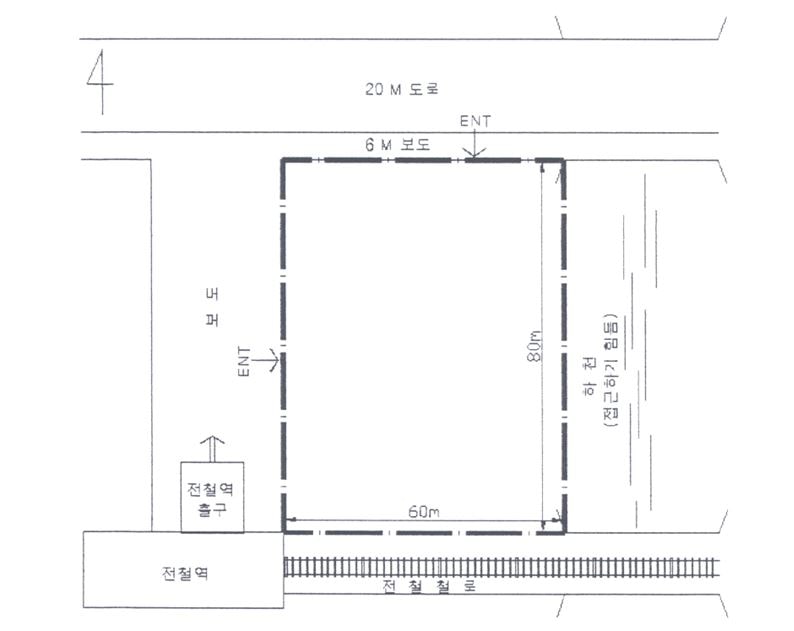 20 M 도로
ENT
6 M 보도
보
도
ENT
80m
하 천
(접근하기 힘듬)
전철역
출구
60m
전철역
전 철 철 로